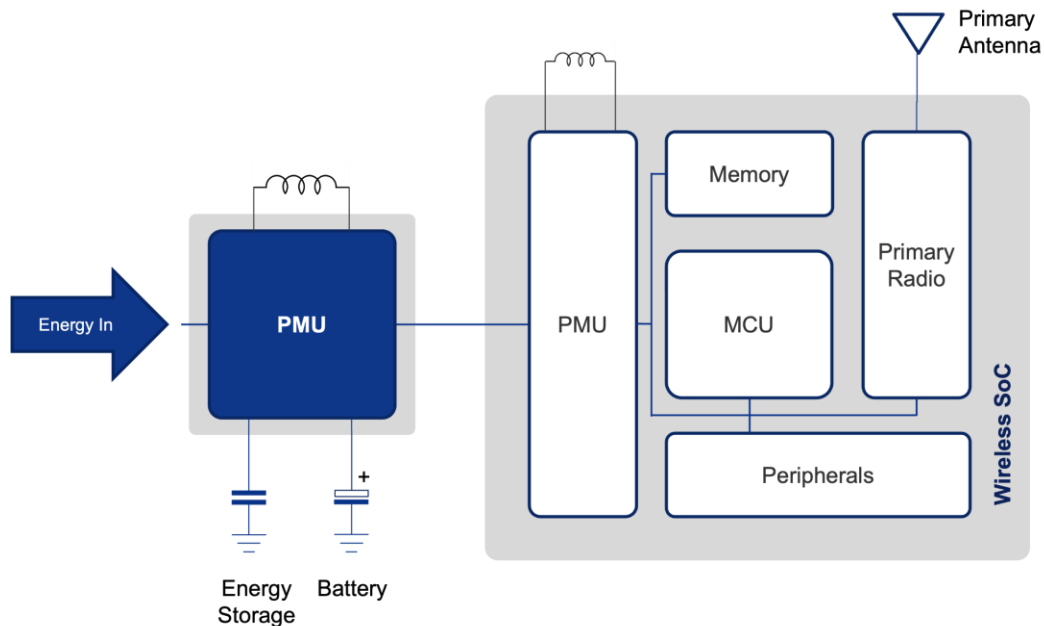 Primary
Antenna
Memory
Primary
Radio
Energy In
PMU
PMU
MCU
Wireless SoC
Peripherals
+
Energy
Storage
Battery